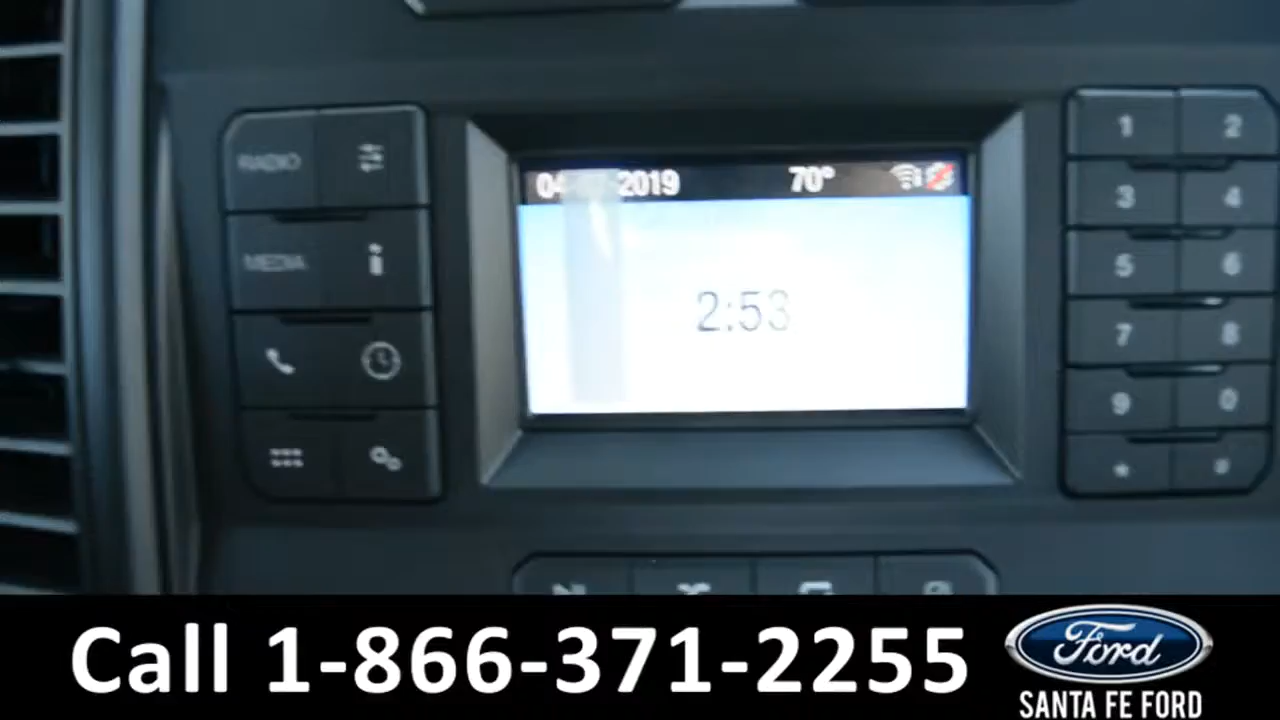 RADIO
MEDIA
2019 70°
2:53
1 2
3 4
5 6
7 8
9 0
*
Call 1-866-371-2255
Ford
SANTA FE FORD